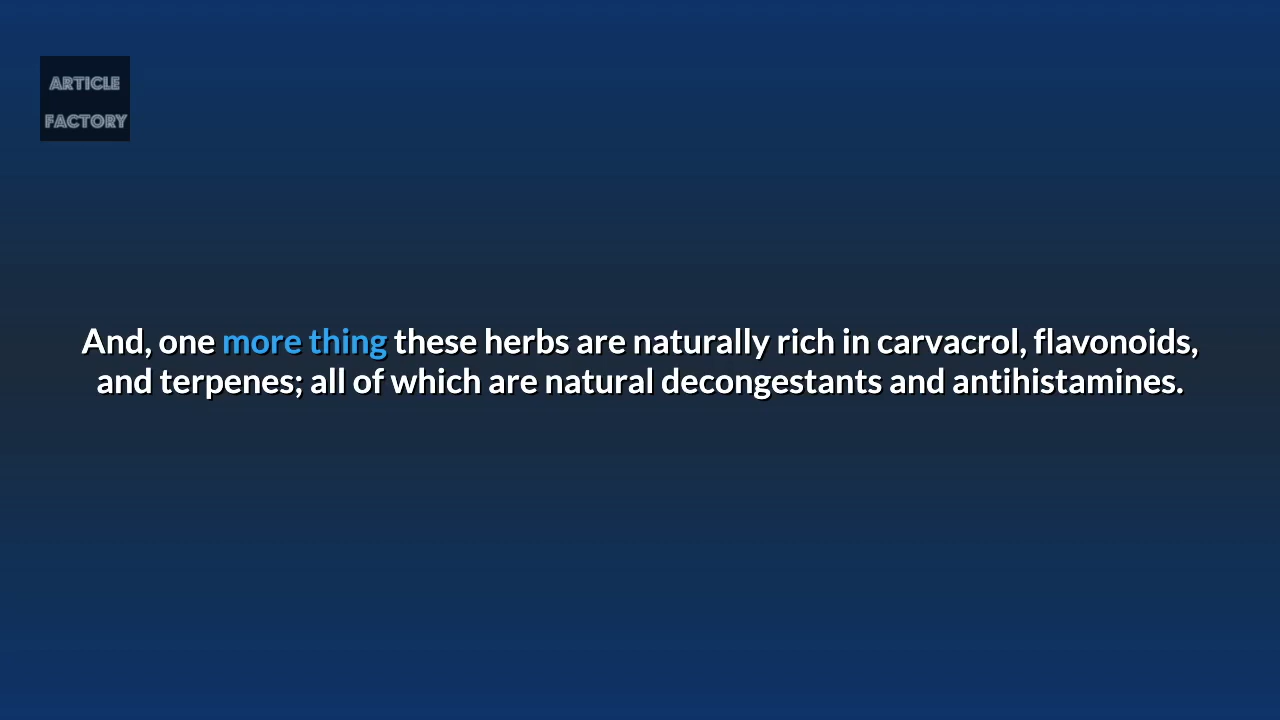 ARTICLE
FACTORY
And, one more thing these herbs are naturally rich in carvacrol, flavonoids,
and terpenes; all of which are natural decongestants and antihistamines.